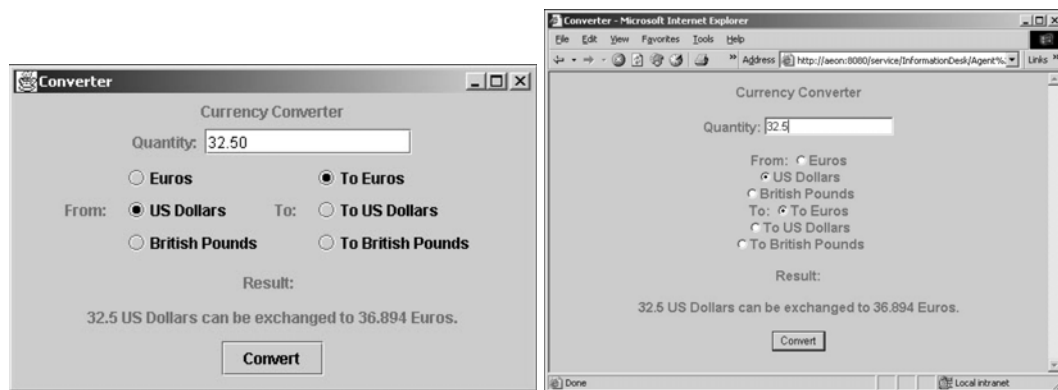 Converter
Currency Converter
Quantity: 32.50
Euros To Euros
From: US Dollars To: To US Dollars
British Pounds To British Pounds
Result:
32.5 US Dollars can be exchanged to 36.894 Euros.
Convert
Converter - Microsoft Internet Explorer
File Edit View Favorites Tools Help
Address http://aeon:8080/service/InformationDesk/Agent%2 Links
Currency Converter
Quantity: 32.5
From: Euros
US Dollars
British Pounds
To: To Euros
To US Dollars
To British Pounds
Result:
32.5 US Dollars can be exchanged to 36.894 Euros.
Convert
Done Local intranet